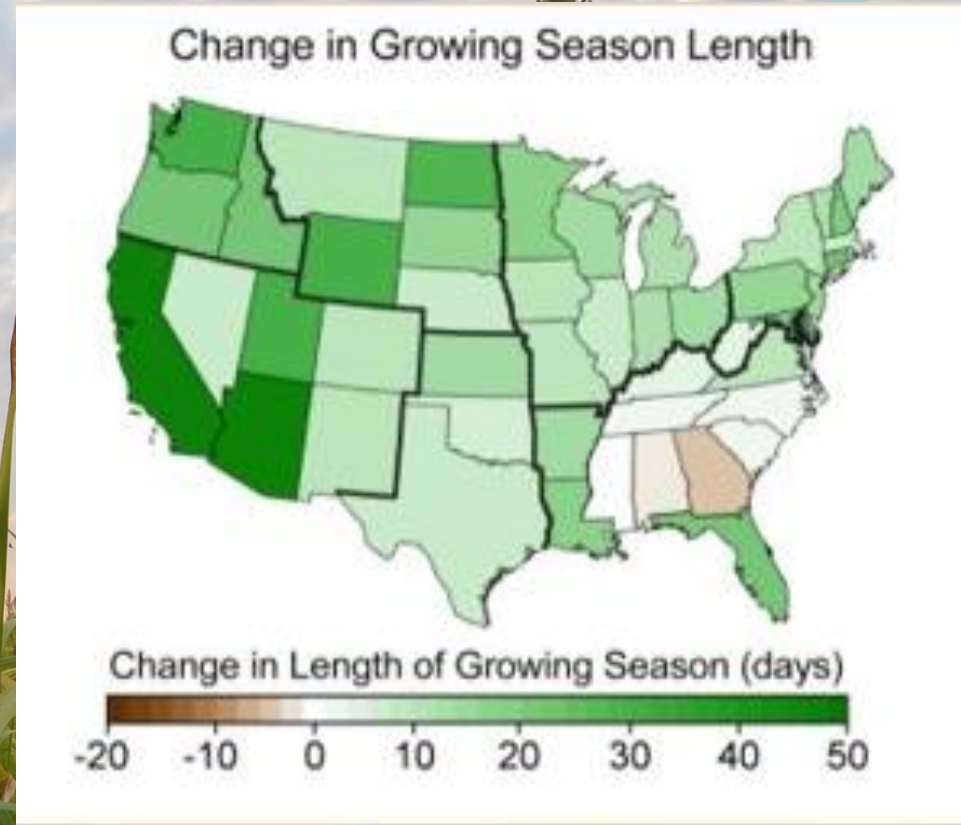 Change in Growing Season Length
Change in Length of Growing Season (days)
-20 -10 0 10 20 30 40 50